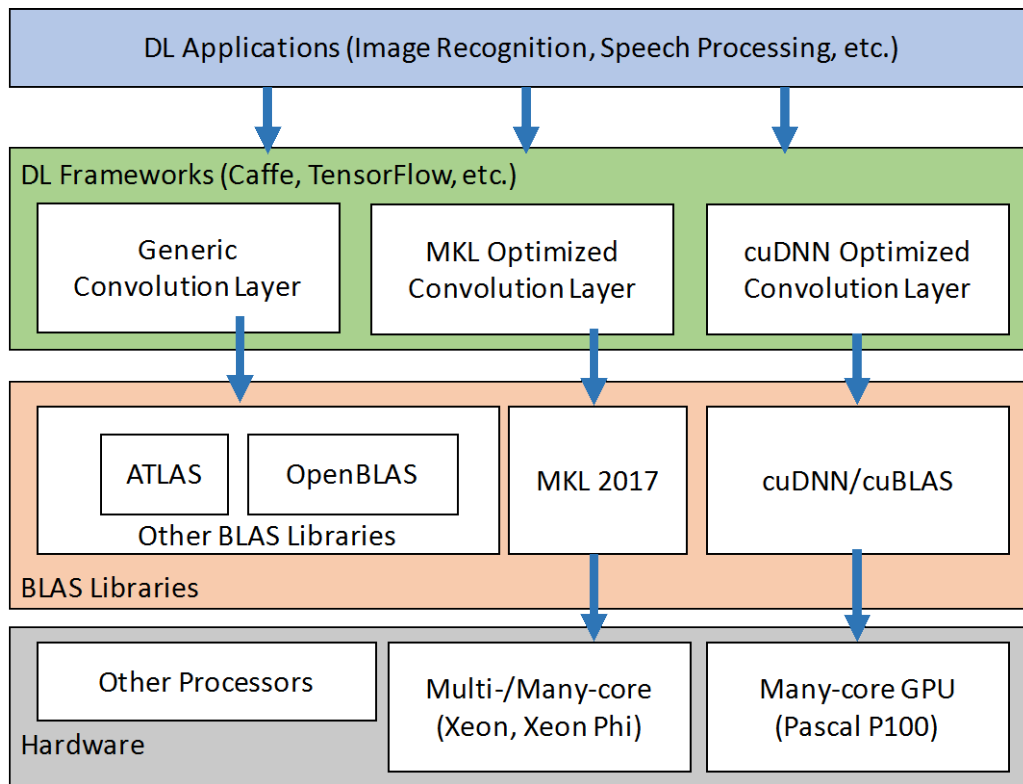 DL Applications (Image Recognition, Speech Processing, etc.)
DL Frameworks (Caffe, TensorFlow, etc.)
Generic
Convolution Layer
MKL Optimized
Convolution Layer
cuDNN Optimized
Convolution Layer
ATLAS
OpenBLAS
Other BLAS Libraries
MKL 2017
cuDNN/cuBLAS
BLAS Libraries
Other Processors
Multi-/Many-core
(Xeon, Xeon Phi)
Many-core GPU
(Pascal P100)
Hardware